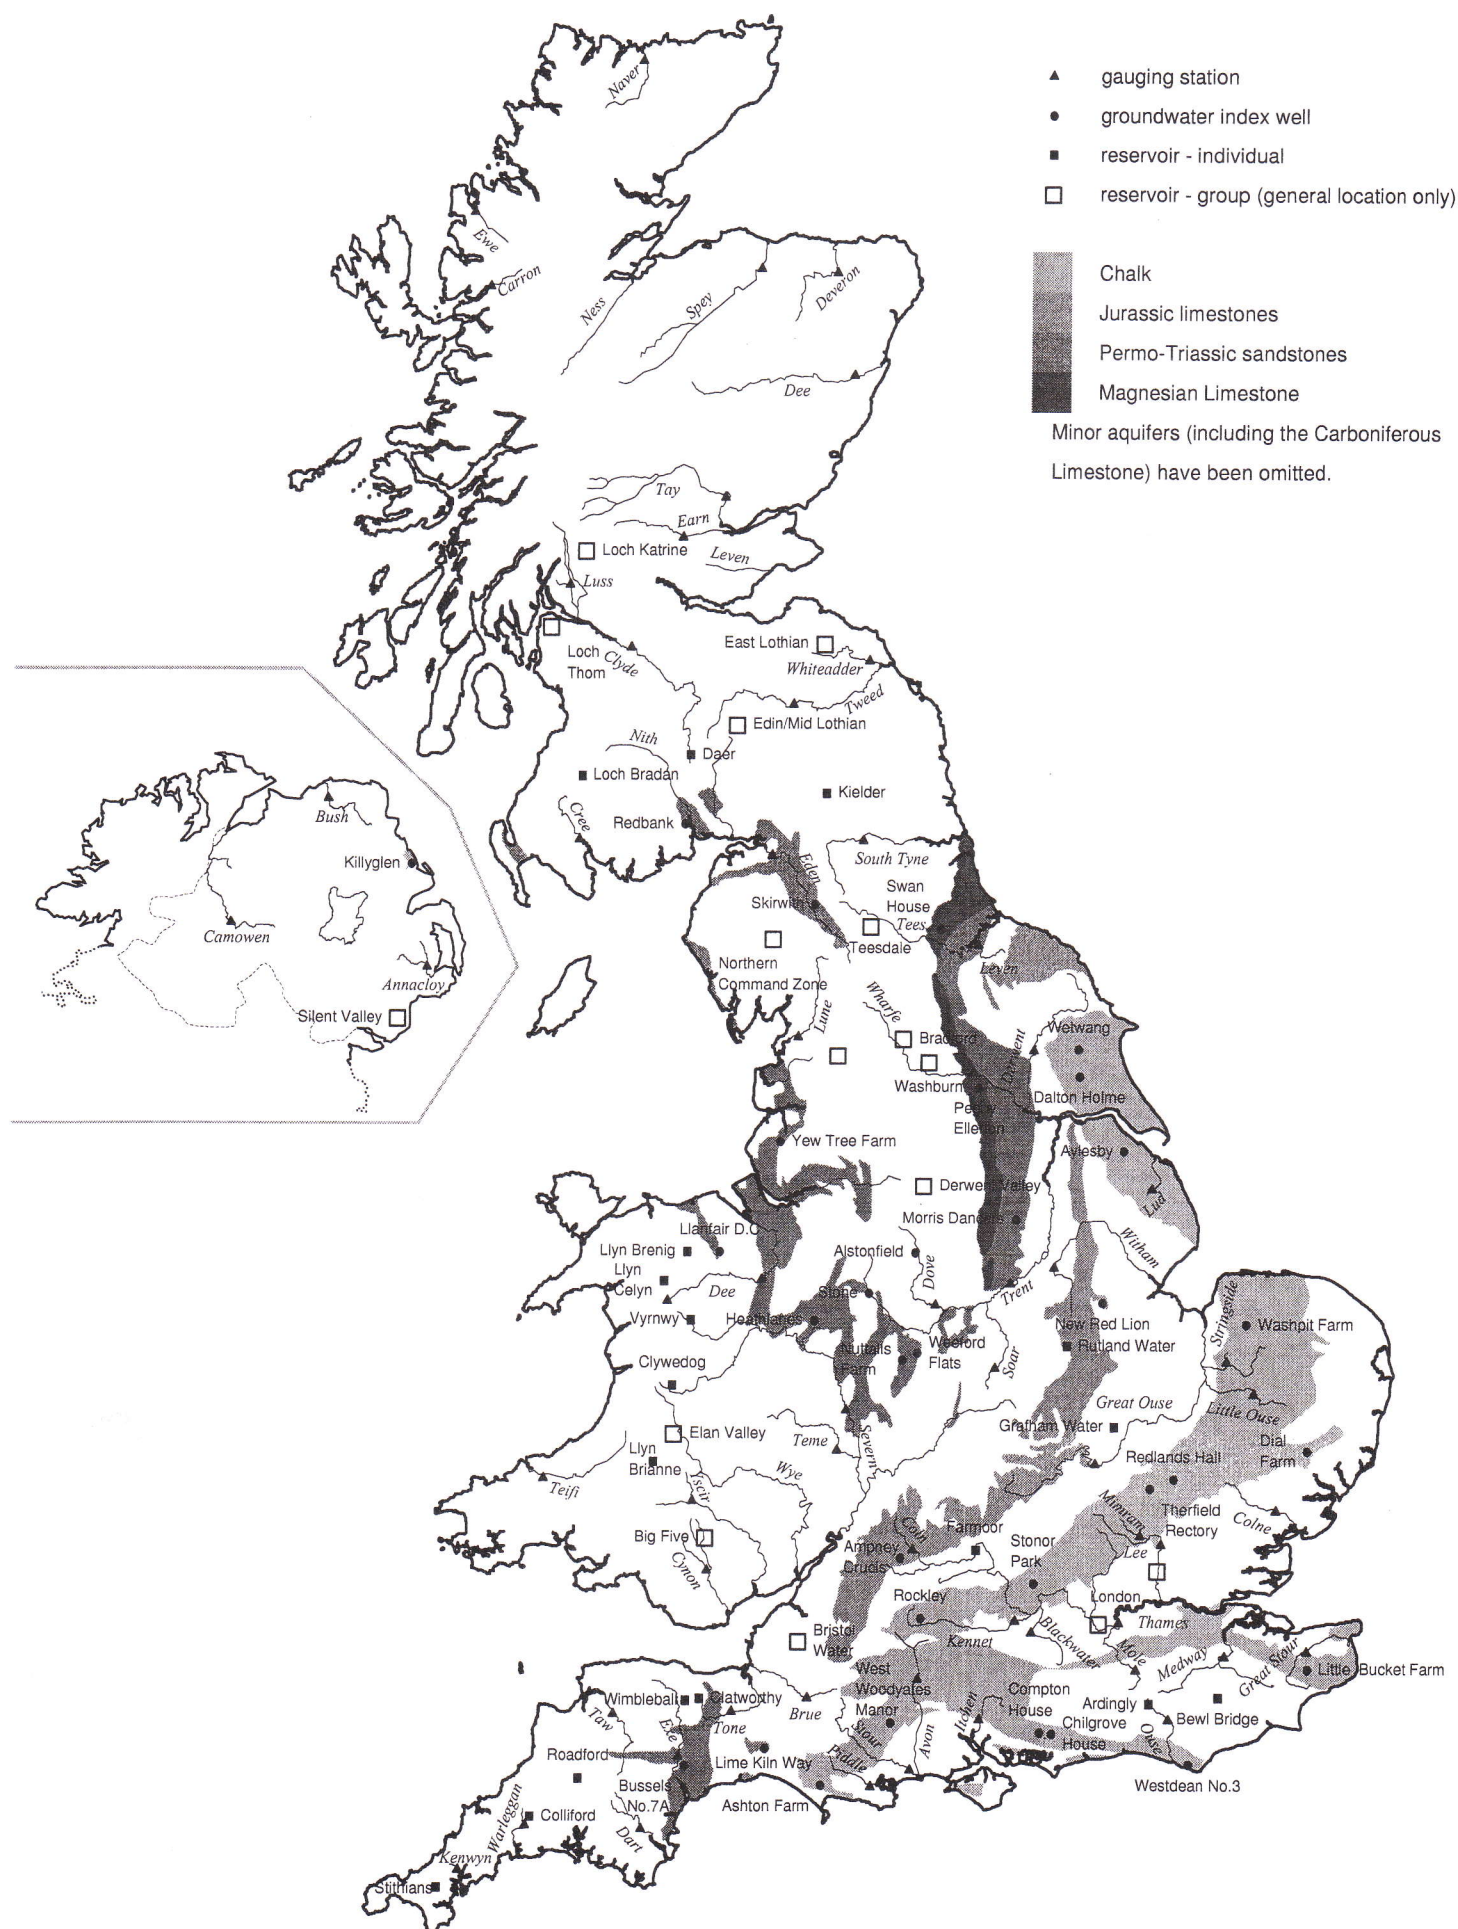 gauging station
groundwater index well
reservoir - individual
reservoir - group (general location only)
Chalk
Jurassic limestones
Permo-Triassic sandstones
Magnesian Limestone
Minor aquifers (including the Carboniferous
Limestone) have been omitted.
Naver
Ewe
Carron
Ness
Spey
Deveron
Dee
Tay
Earn
Leven
Loch Katrine
Luss
Loch
Thom
Clyde
East Lothian
Whiteadder
Tweed
Edin/Mid Lothian
Nith
Daer
Loch Bradan
Kielder
Cree
Redbank
Bush
Killyglen
Camowen
Annacloy
Silent Valley
South Tyne
Eden
Swan
House
Skirwith
Tees
Teesdale
Northern
Command Zone
Leven
Lune
Wharfe
Wetwang
Bradford
Derwent
Washburn
Dalton Holme
Yew Tree Farm
Aylesby
Derwent Valley
Lud
Morris Dancers
Llanfair D.C
Witham
Llyn Brenig
Alstonfield
Llyn
Celyn
Dee
Dove
Stone
Trent
Vyrnwy
Heathlanes
New Red Lion
Stringside
Washpit Farm
Nuttalls
Farm
Weeford
Flats
Soar
Rutland Water
Clywedog
Great Ouse
Little Ouse
Grafham Water
Elan Valley
Teme
Severn
Dial
Farm
Llyn
Brianne
Wye
Redlands Hall
Teifi
Yscir
Mimram
Therfield
Rectory
Colne
Big Five
Coln
Farmoor
Ampney
Crucis
Stonor
Park
Lee
Cynon
Rockley
London
Thames
Bristol
Water
Kennet
Blackwater
Mole
Medway
Great Stour
Little Bucket Farm
West
Woodyates
Manor
Wimbleball
Clatworthy
Compton
House
Ardingly
Bewl Bridge
Taw
Exe
Tone
Brue
Itchen
Chilgrove
House
Stour
Avon
Ouse
Roadford
Lime Kiln Way
Piddle
Bussels
No.7A
Ashton Farm
Westdean No.3
Warleggan
Colliford
Dart
Kenwyn
Stithians